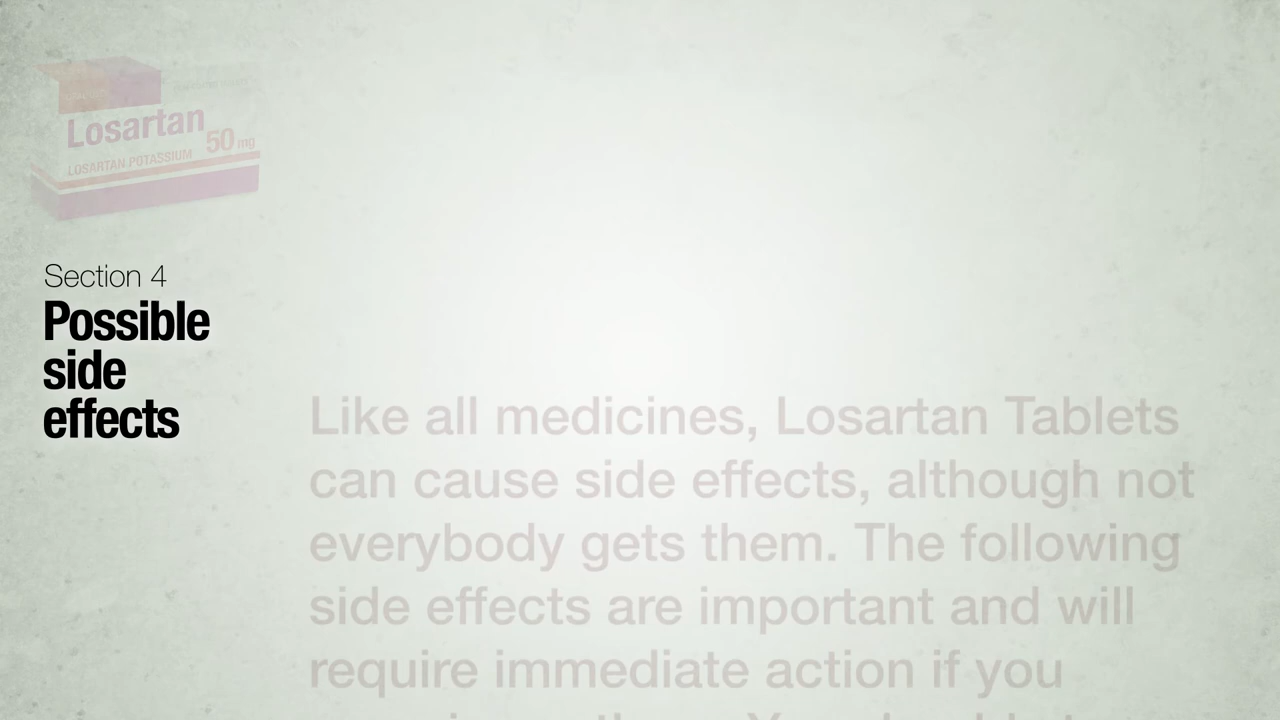 Losartan
50 mg
LOSARTAN POTASSIUM
Section 4
Possible
side
effects
Like all medicines, Losartan Tablets
can cause side effects, although not
everybody gets them. The following
side effects are important and will
require immediate action if you